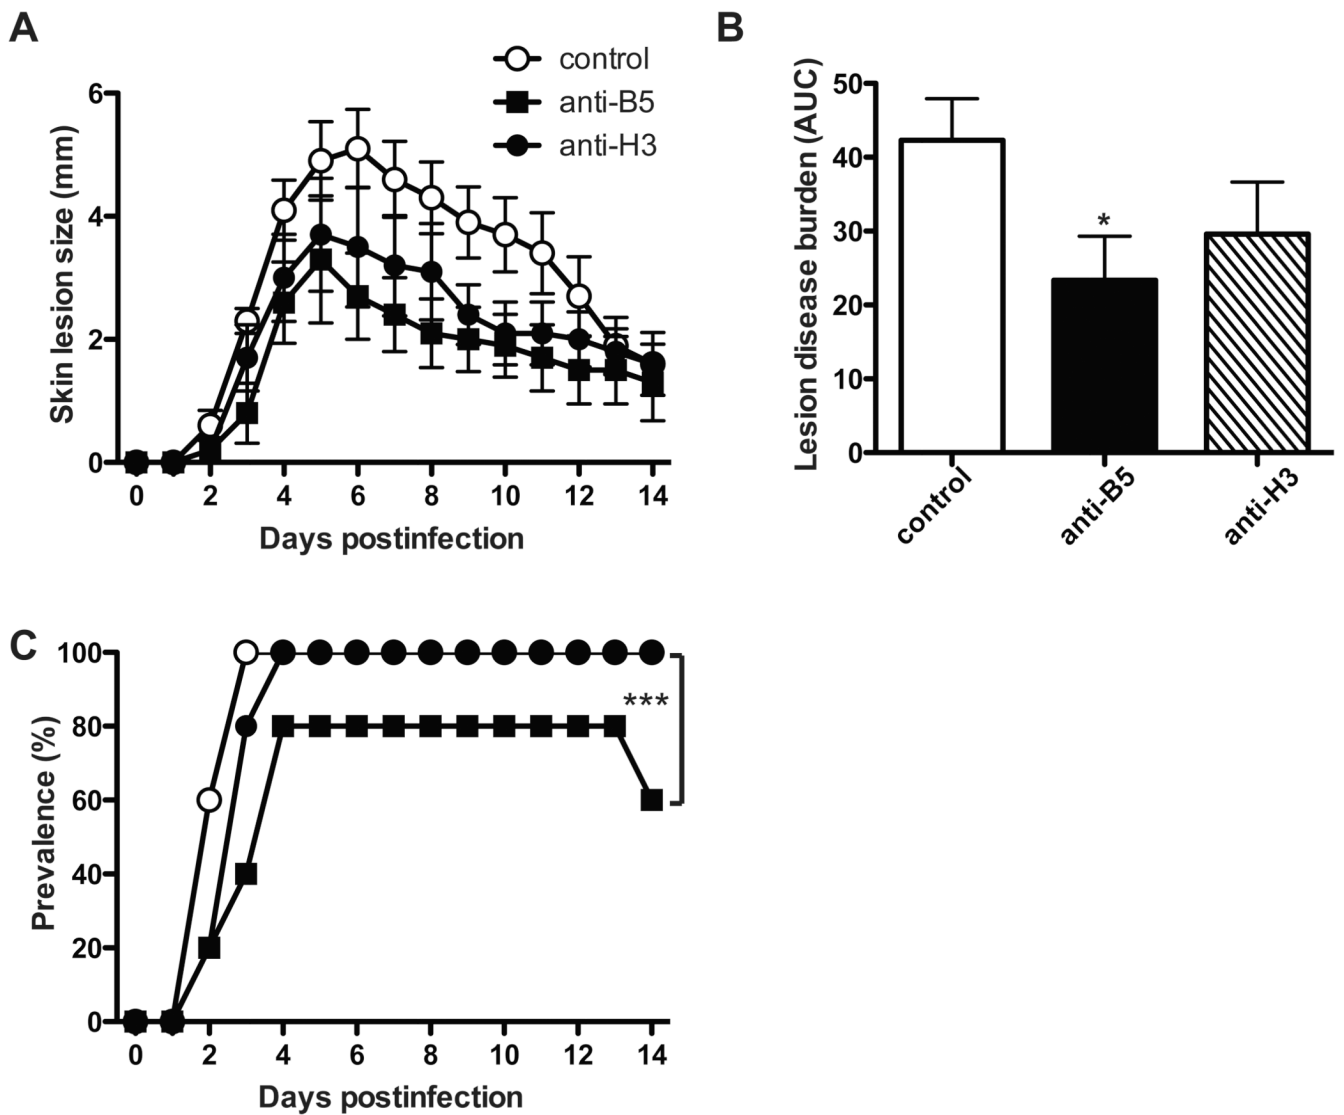 A
control
anti-B5
anti-H3
6
4
2
0
Skin lesion size (mm)
0 2 4 6 8 10 12 14
Days postinfection
B
50
40
30
20
10
0
Lesion disease burden (AUC)
*
control
anti-B5
anti-H3
C
100
80
60
40
20
0
Prevalence (%)
***
0 2 4 6 8 10 12 14
Days postinfection